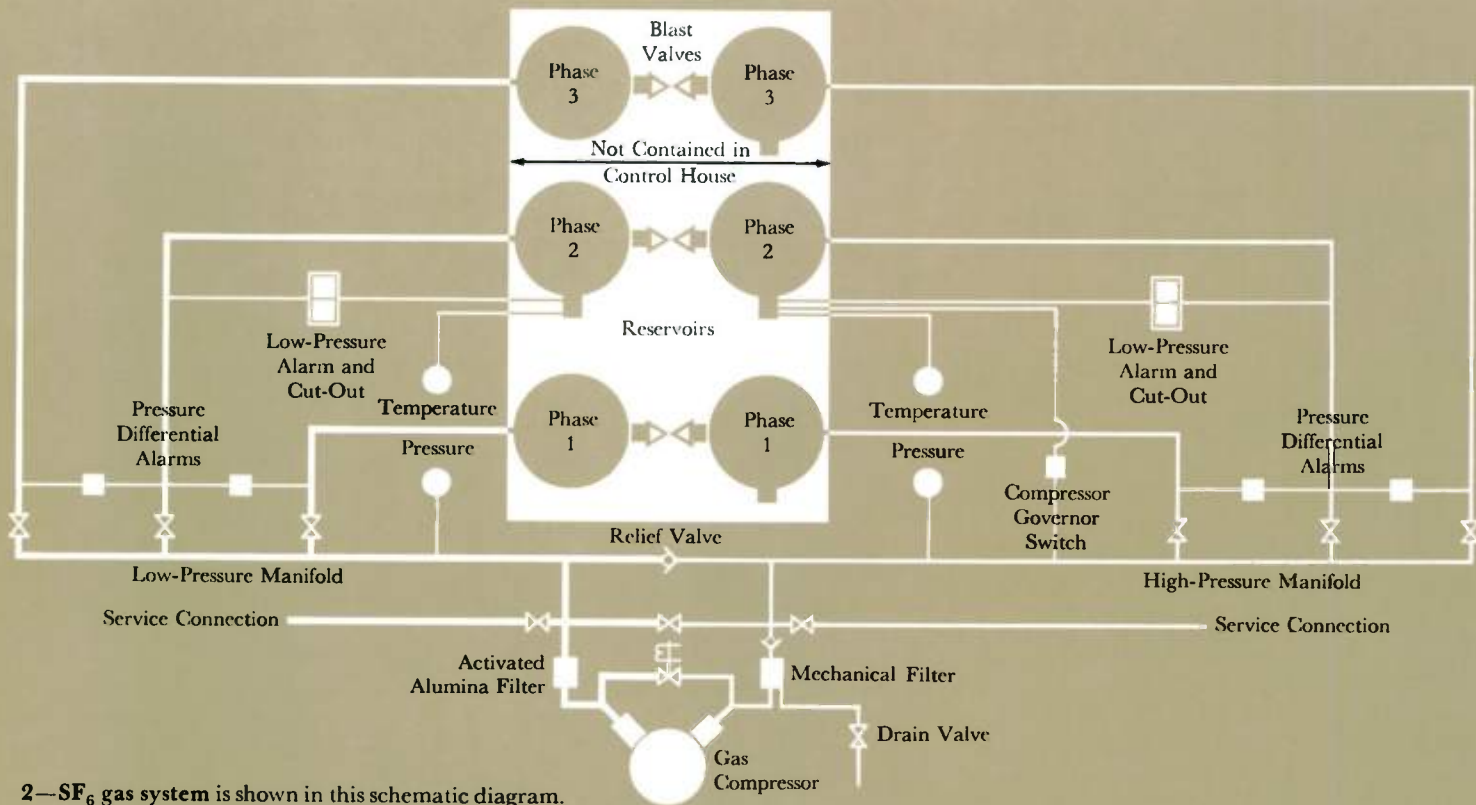 Blast
Valves
Phase
3
Phase
3
Not Contained in
Control House
Phase
2
Phase
2
Reservoirs
Low-Pressure
Alarm and
Cut-Out
Low-Pressure
Alarm and
Cut-Out
Temperature
Temperature
Pressure
Differential
Alarms
Pressure
Phase
1
Phase
1
Pressure
Compressor
Governor
Switch
Pressure
Differential
Alarms
Relief Valve
Low-Pressure Manifold
High-Pressure Manifold
Service Connection
Service Connection
Activated
Alumina Filter
Mechanical Filter
Drain Valve
Gas
Compressor
2—SF₆ gas system is shown in this schematic diagram.